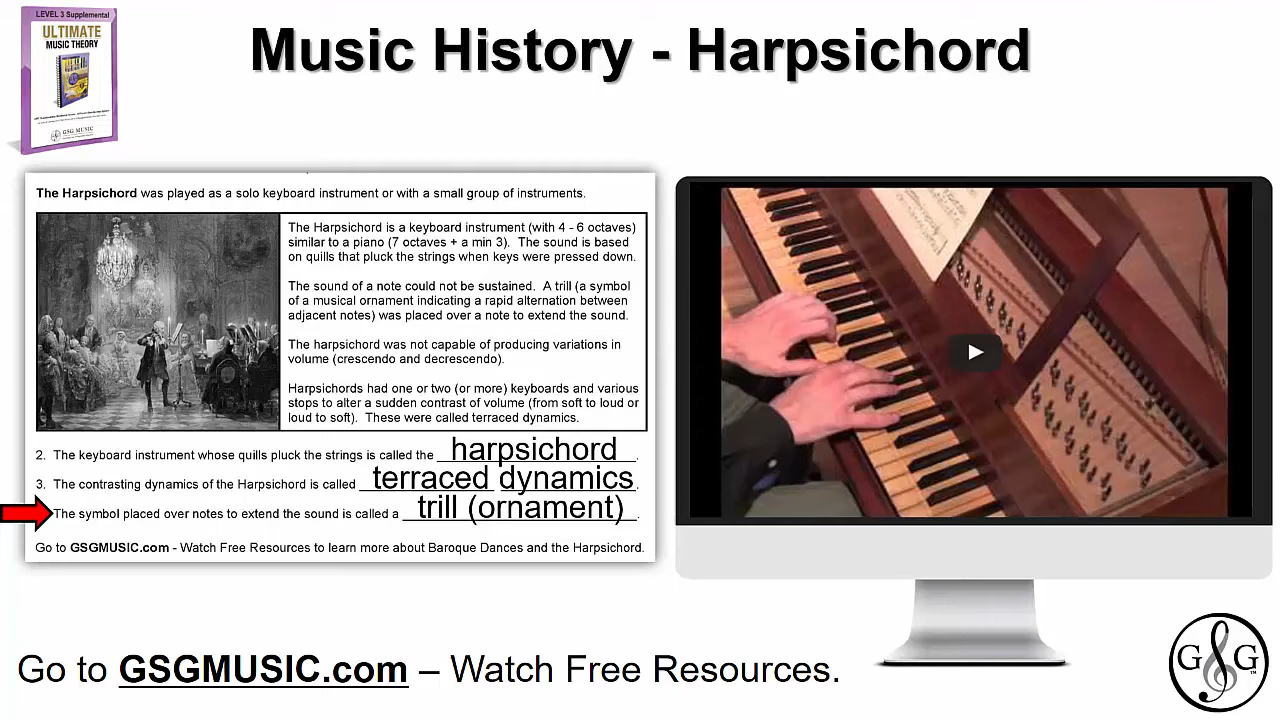 LEVEL 3 Supplemental
ULTIMATE
MUSIC THEORY
GSG MUSIC
Music History - Harpsichord
The Harpsichord was played as a solo keyboard instrument or with a small group of instruments.
The Harpsichord is a keyboard instrument (with 4 - 6 octaves)
similar to a piano (7 octaves + a min 3). The sound is based
on quills that pluck the strings when keys were pressed down.
The sound of a note could not be sustained. A trill (a symbol
of a musical ornament indicating a rapid alternation between
adjacent notes) was placed over a note to extend the sound.
The harpsichord was not capable of producing variations in
volume (crescendo and decrescendo).
Harpsichords had one or two (or more) keyboards and various
stops to alter a sudden contrast of volume (from soft to loud or
loud to soft). These were called terraced dynamics.
2. The keyboard instrument whose quills pluck the strings is called the harpsichord.
3. The contrasting dynamics of the Harpsichord is called terraced dynamics.
The symbol placed over notes to extend the sound is called a trill (ornament).
Go to GSGMUSIC.com - Watch Free Resources to learn more about Baroque Dances and the Harpsichord.
Go to GSGMUSIC.com – Watch Free Resources.
G G
TM